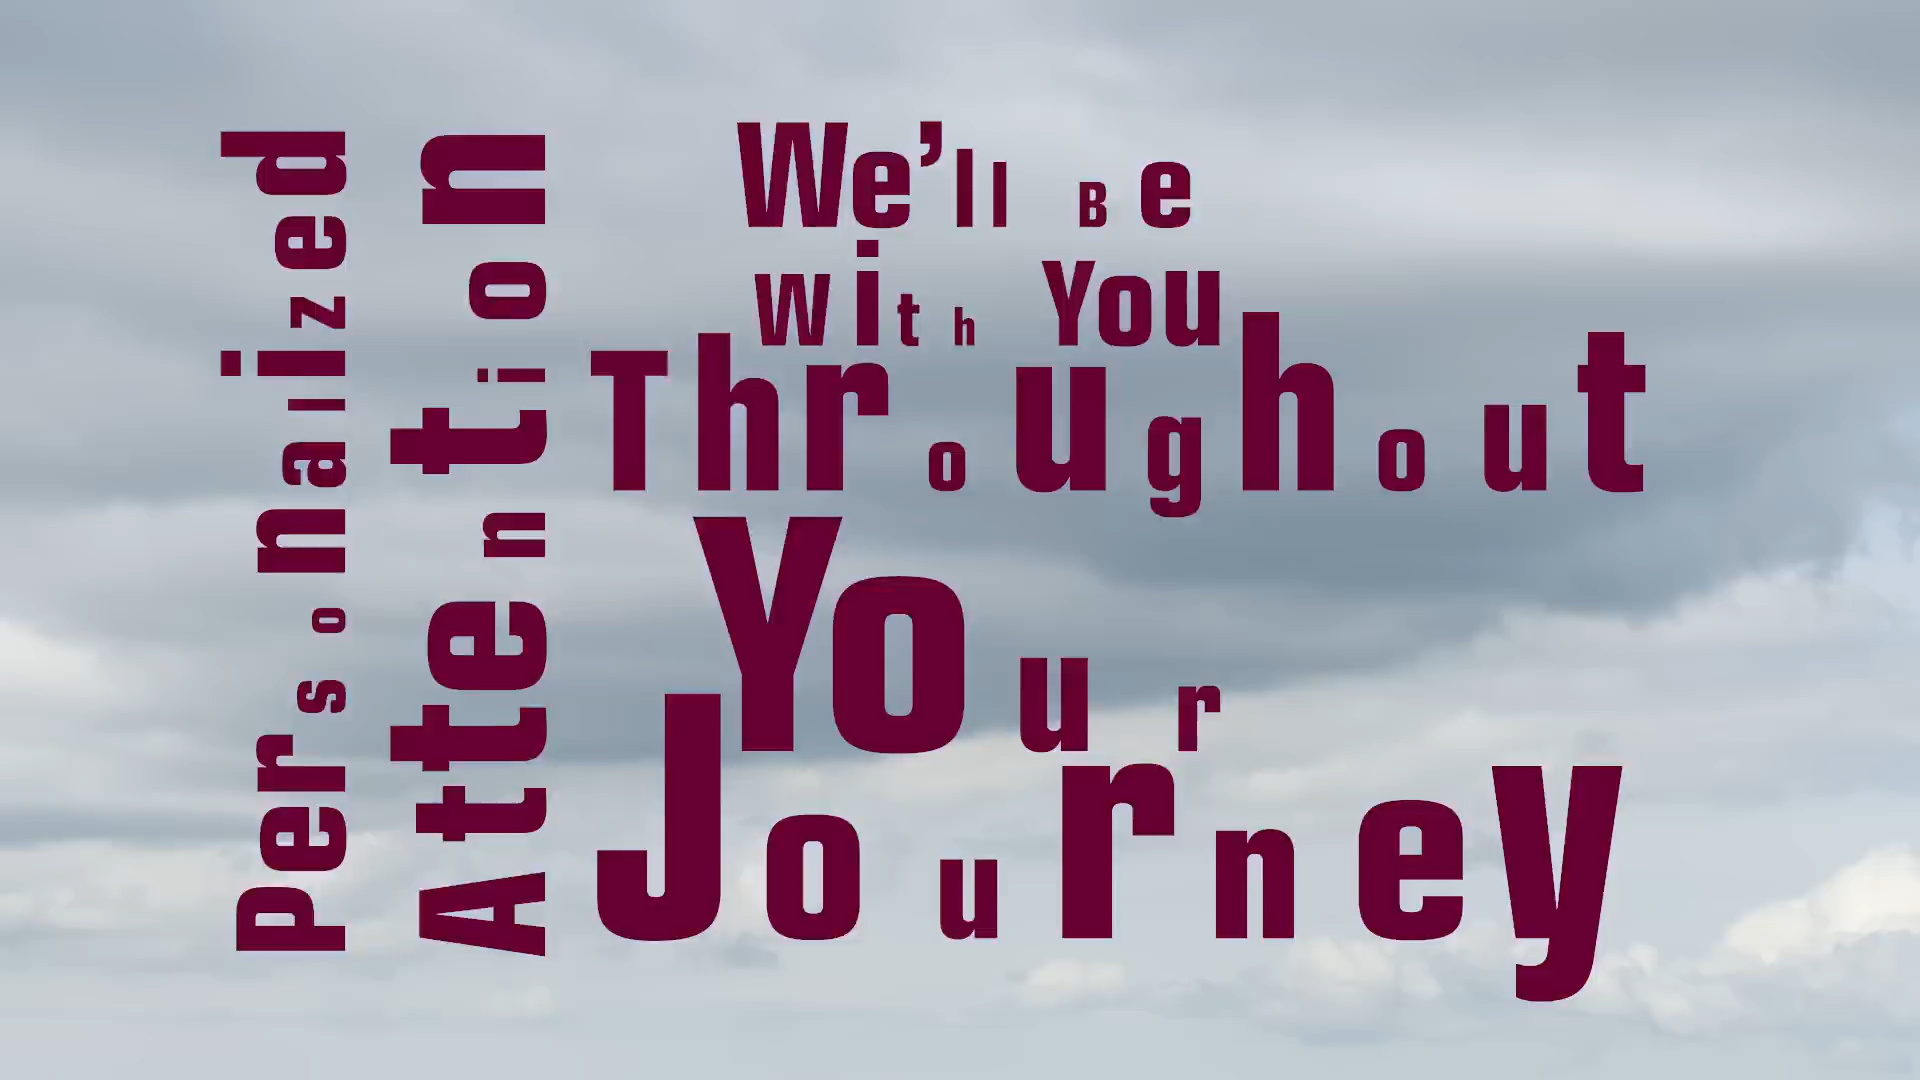 Personalized
Attention
We’ll Be
With You
Throughout
Your
Journey